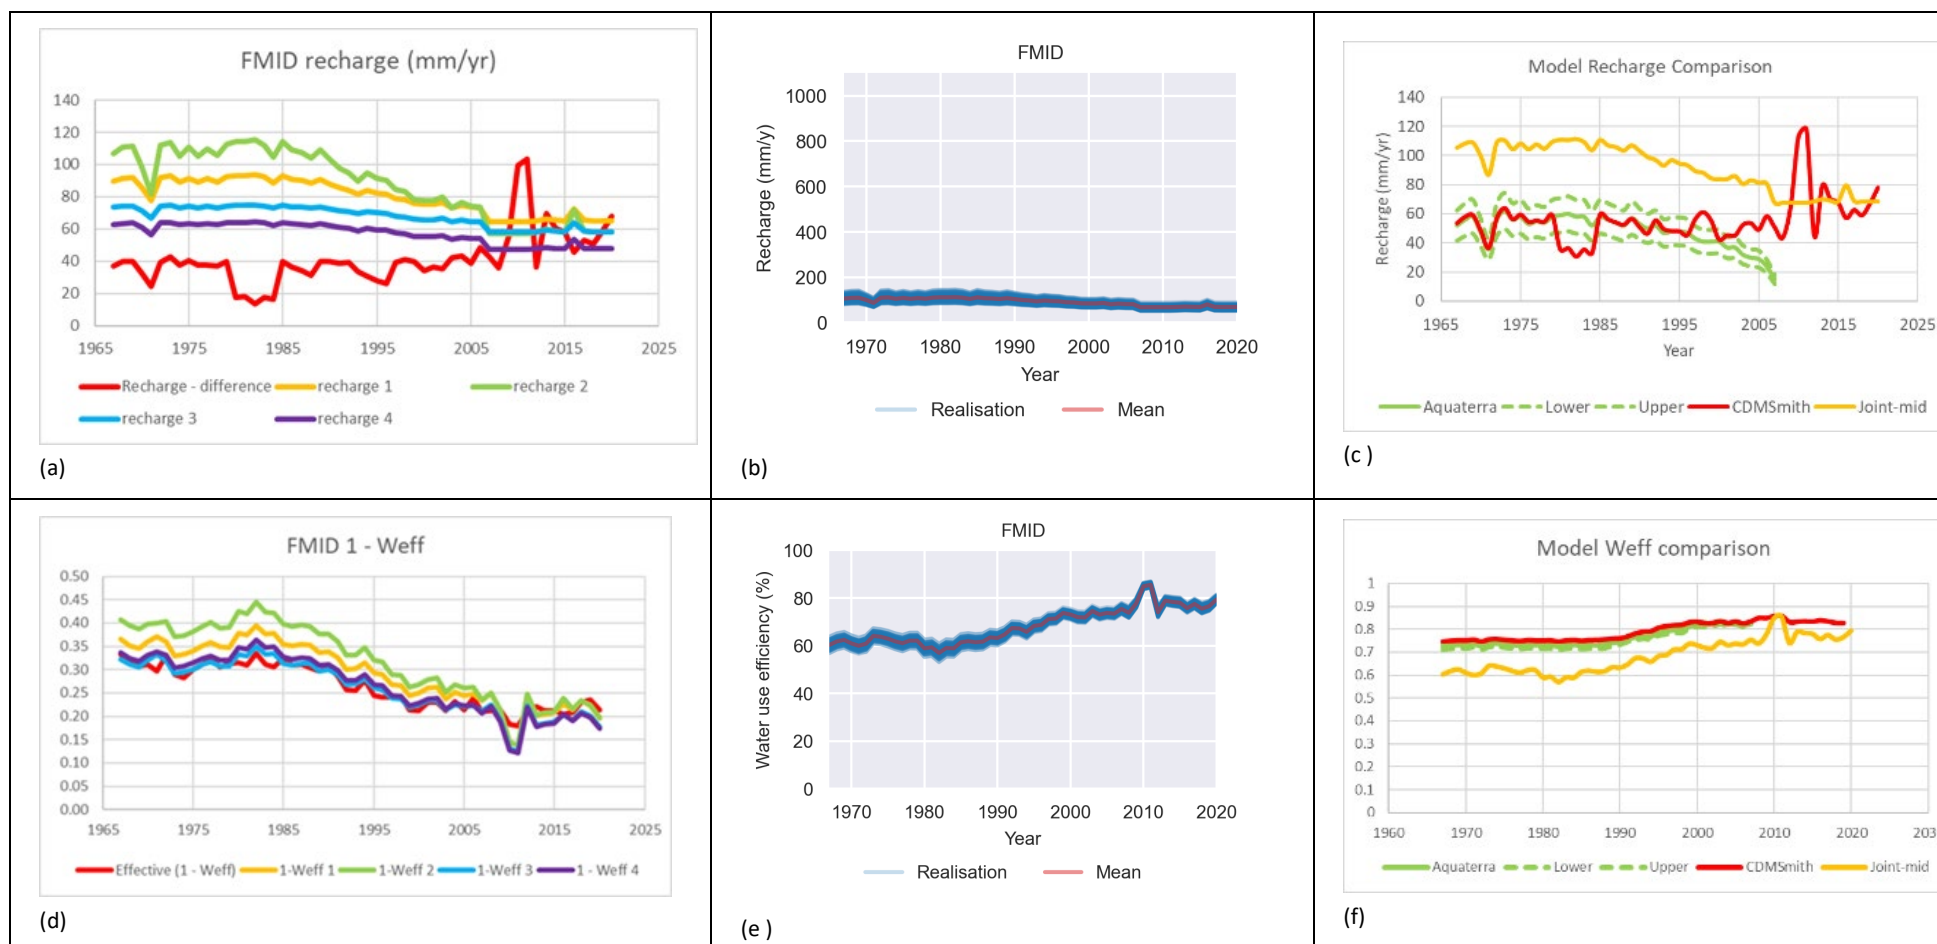 FMID recharge (mm/yr)
140
120
100
80
60
40
20
0
1965 1975 1985 1995 2005 2015 2025
Recharge - difference recharge 1 recharge 2
recharge 3 recharge 4
(a)
FMID
Recharge (mm/y)
1000
800
600
400
200
0
1970 1980 1990 2000 2010 2020
Year
Realisation Mean
(b)
Model Recharge Comparison
Recharge (mm/yr)
140
120
100
80
60
40
20
0
1965 1975 1985 1995 2005 2015 2025
Year
Aquaterra Lower Upper CDMSmith Joint-mid
(c )
FMID 1 - Weff
0.50
0.45
0.40
0.35
0.30
0.25
0.20
0.15
0.10
0.05
0.00
1965 1975 1985 1995 2005 2015 2025
Effective (1 - Weff) 1-Weff 1 1-Weff 2 1-Weff 3 1 - Weff 4
(d)
FMID
Water use efficiency (%)
100
80
60
40
20
0
1970 1980 1990 2000 2010 2020
Year
Realisation Mean
(e )
Model Weff comparison
1
0.9
0.8
0.7
0.6
0.5
0.4
0.3
0.2
0.1
0
1960 1970 1980 1990 2000 2010 2020 203
Aquaterra Lower Upper CDMSmith Joint-mid
(f)